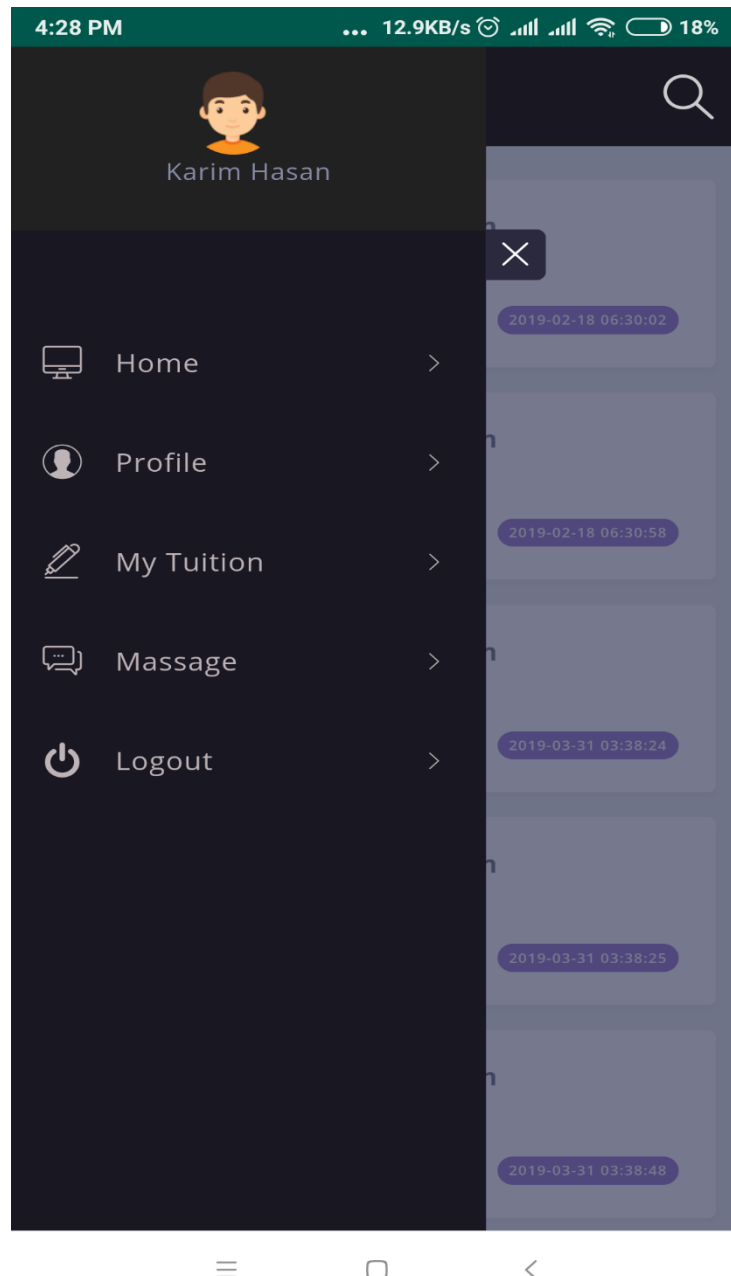 4:28 PM ... 12.9KB/s 18%
Karim Hasan
2019-02-18 06:30:02
Home
Profile
2019-02-18 06:30:58
My Tuition
Massage
2019-03-31 03:38:24
Logout
2019-03-31 03:38:25
2019-03-31 03:38:48